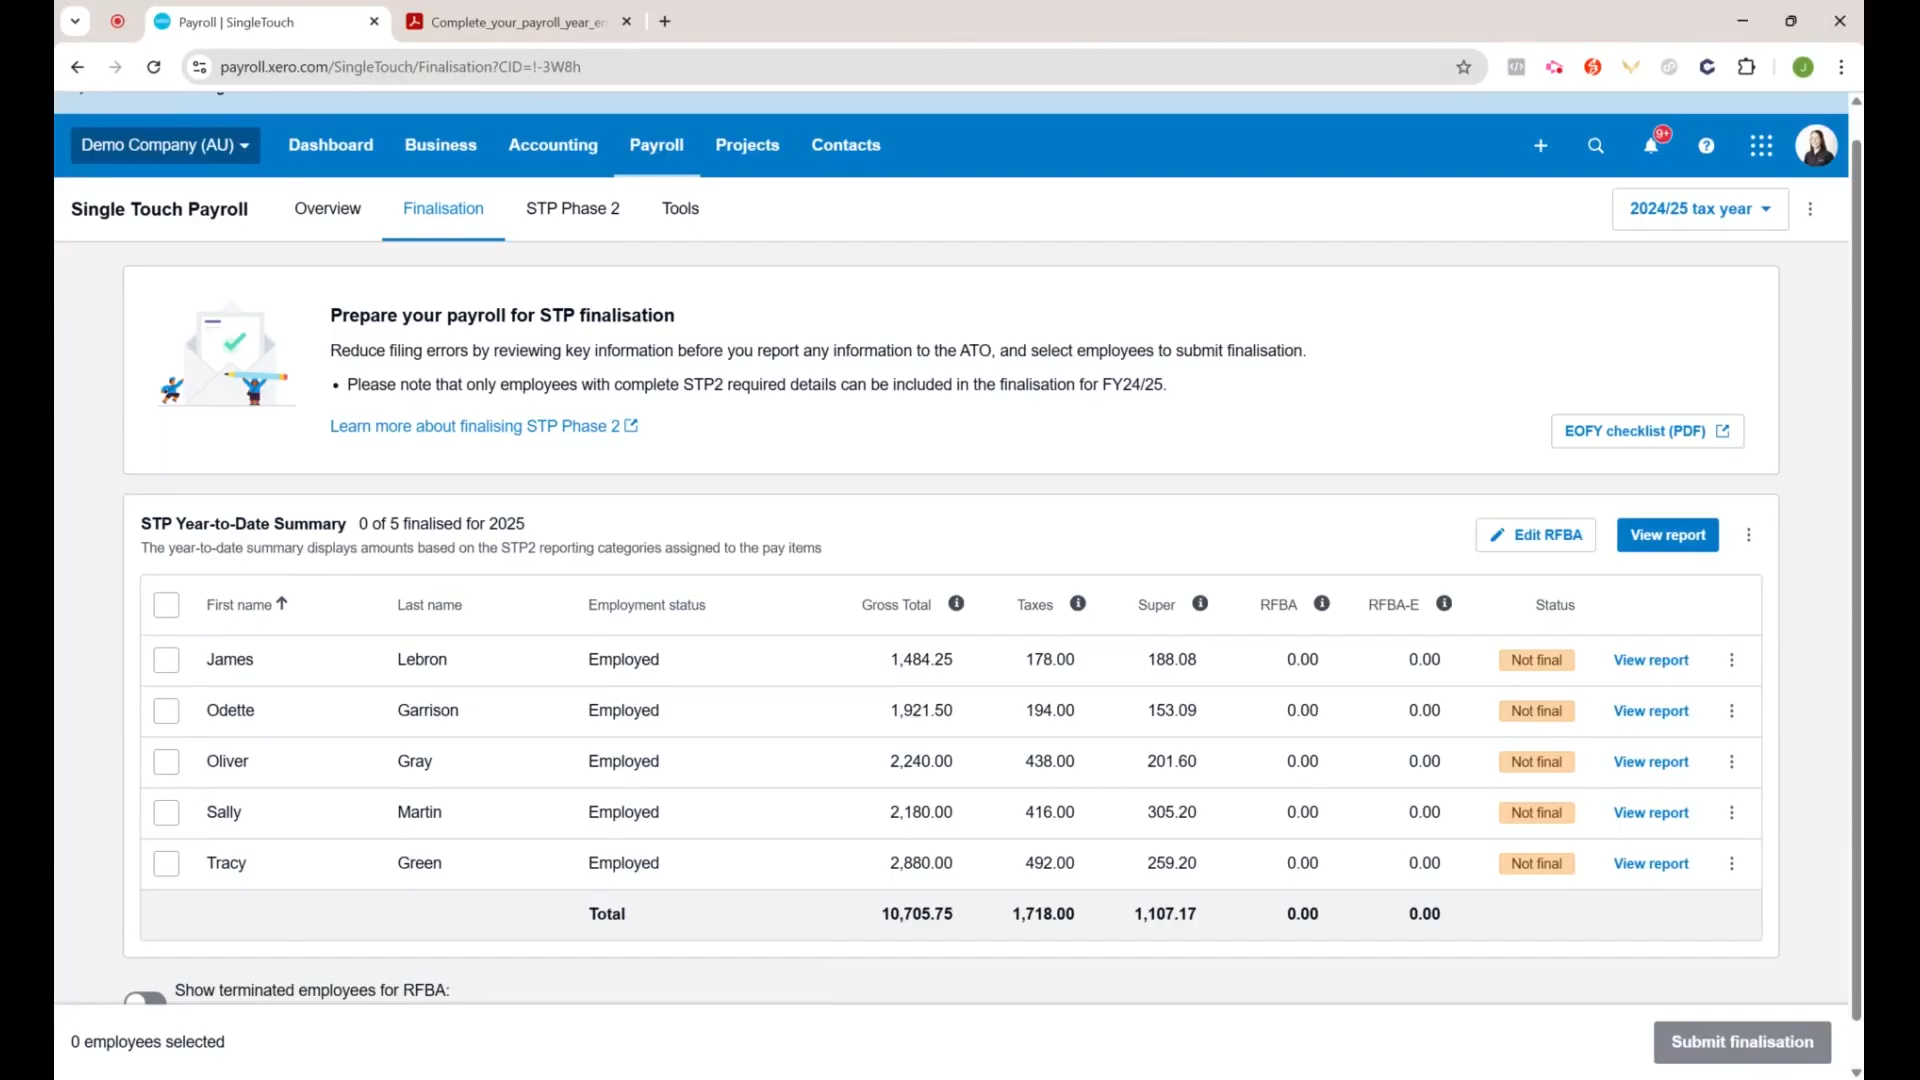 Payroll | SingleTouch
Complete_your_payroll_year_en
payroll.xero.com/SingleTouch/Finalisation?CID=!-3W8h
J
Demo Company (AU)
Dashboard
Business
Accounting
Payroll
Projects
Contacts
9+
Single Touch Payroll
Overview
Finalisation
STP Phase 2
Tools
2024/25 tax year
Prepare your payroll for STP finalisation
Reduce filing errors by reviewing key information before you report any information to the ATO, and select employees to submit finalisation.
• Please note that only employees with complete STP2 required details can be included in the finalisation for FY24/25.
Learn more about finalising STP Phase 2
EOFY checklist (PDF)
STP Year-to-Date Summary 0 of 5 finalised for 2025
The year-to-date summary displays amounts based on the STP2 reporting categories assigned to the pay items
Edit RFBA
View report
First name Last name Employment status Gross Total Taxes Super RFBA RFBA-E Status
James Lebron Employed 1,484.25 178.00 188.08 0.00 0.00 Not final View report
Odette Garrison Employed 1,921.50 194.00 153.09 0.00 0.00 Not final View report
Oliver Gray Employed 2,240.00 438.00 201.60 0.00 0.00 Not final View report
Sally Martin Employed 2,180.00 416.00 305.20 0.00 0.00 Not final View report
Tracy Green Employed 2,880.00 492.00 259.20 0.00 0.00 Not final View report
Total 10,705.75 1,718.00 1,107.17 0.00 0.00
Show terminated employees for RFBA:
0 employees selected
Submit finalisation